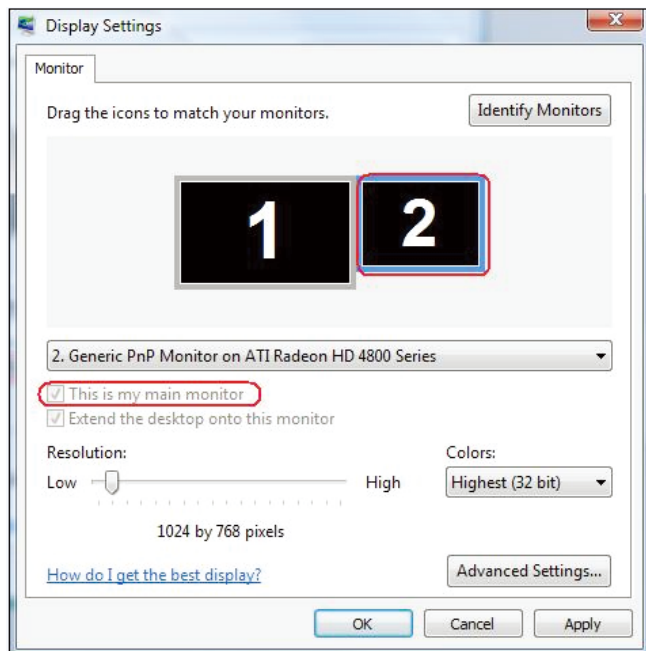 Display Settings
Monitor
Drag the icons to match your monitors.
Identify Monitors
1
2
2. Generic PnP Monitor on ATI Radeon HD 4800 Series
This is my main monitor
Extend the desktop onto this monitor
Resolution:
Colors:
Low
High
Highest (32 bit)
1024 by 768 pixels
How do I get the best display?
Advanced Settings...
OK
Cancel
Apply